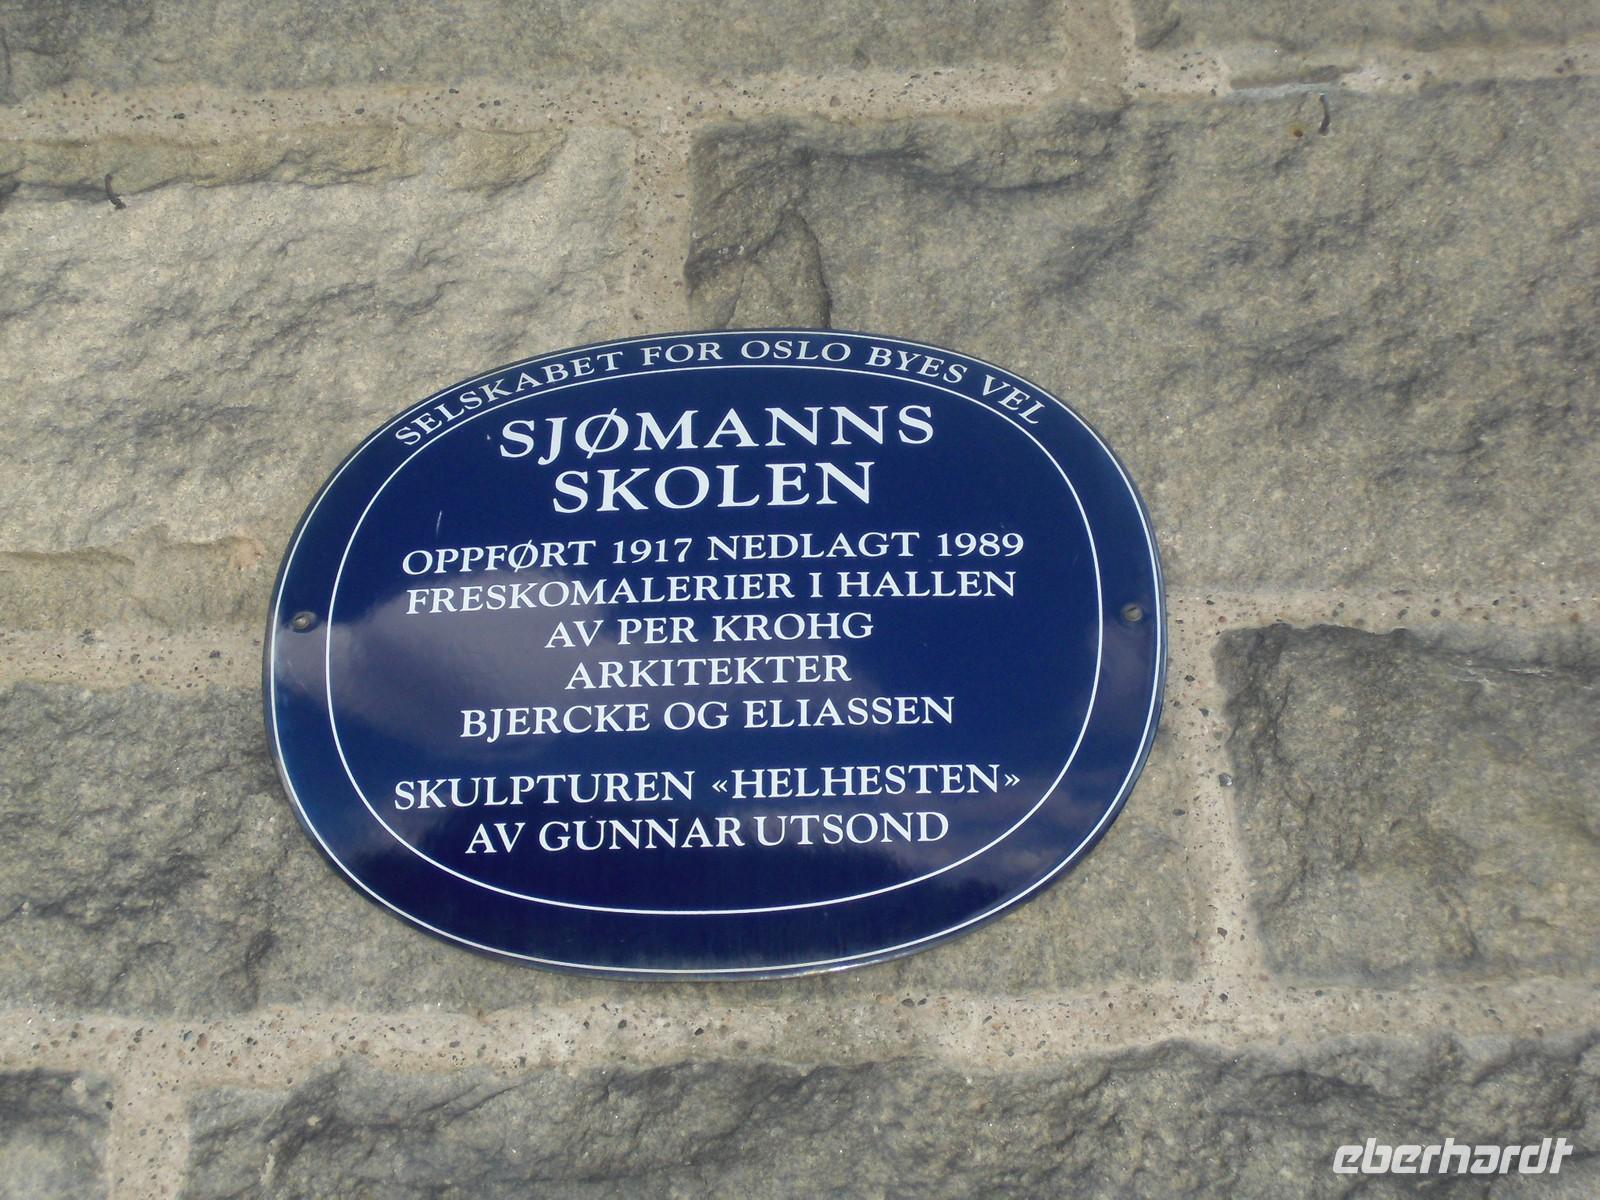 SELSKABET FOR OSLO BYES VEL
SJØMANNS
SKOLEN
OPPFØRT 1917 NEDLAGT 1989
FRESKOMALERIER I HALLEN
AV PER KROHG
ARKITEKTER
BJERCKE OG ELIASSEN
SKULPTUREN «HELHESTEN»
AV GUNNAR UTSOND
eberhardt